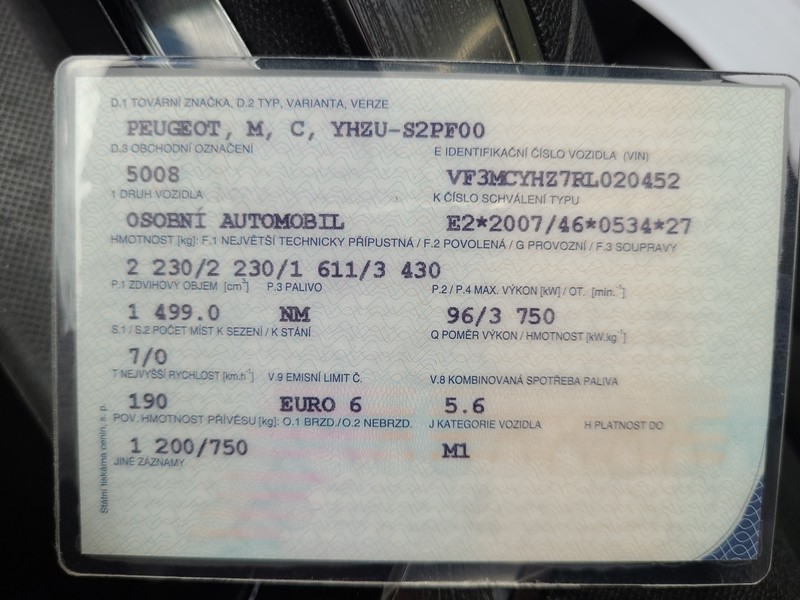 D.1 TOVÁRNÍ ZNAČKA, D.2 TYP, VARIANTA, VERZE
PEUGEOT, M, C, YHZU-S2PF00
D.3 OBCHODNÍ OZNAČENÍ E IDENTIFIKAČNÍ ČÍSLO VOZIDLA (VIN)
5008 VF3MCYHZ7RL020452
1 DRUH VOZIDLA K ČÍSLO SCHVÁLENÍ TYPU
OSOBNÍ AUTOMOBIL E2*2007/46*0534*27
HMOTNOST [kg]: F.1 NEJVĚTŠÍ TECHNICKY PŘÍPUSTNÁ / F.2 POVOLENÁ / G PROVOZNÍ / F.3 SOUPRAVY
2 230/2 230/1 611/3 430
P.1 ZDVIHOVÝ OBJEM [cm³] P.3 PALIVO P.2 / P.4 MAX. VÝKON [kW] / OT. [min.⁻¹]
1 499.0 NM 96/3 750
S.1 / S.2 POČET MÍST K SEZENÍ / K STÁNÍ Q POMĚR VÝKON / HMOTNOST [kW.kg⁻¹]
7/0
T NEJVYŠŠÍ RYCHLOST [km.h⁻¹] V.9 EMISNÍ LIMIT Č. V.8 KOMBINOVANÁ SPOTŘEBA PALIVA
190 EURO 6 5.6
POV. HMOTNOST PŘÍVĚSU [kg]: O.1 BRZD./O.2 NEBRZD. J KATEGORIE VOZIDLA H PLATNOST DO
1 200/750 M1
JINÉ ZÁZNAMY
Státní tiskárna cenin, s. p.